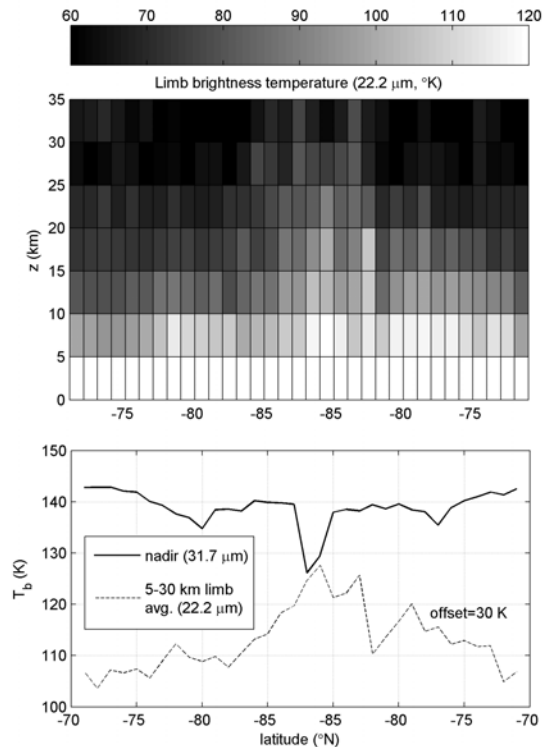 60 70 80 90 100 110 120
Limb brightness temperature (22.2 μm, °K)
35
30
25
20
15
10
5
0
z (km)
-75 -80 -85 -85 -80 -75
150
140
130
120
110
100
T_b (K)
nadir (31.7 μm)
5-30 km limb
avg. (22.2 μm)
offset=30 K
-70 -75 -80 -85 -85 -80 -75 -70
latitude (°N)